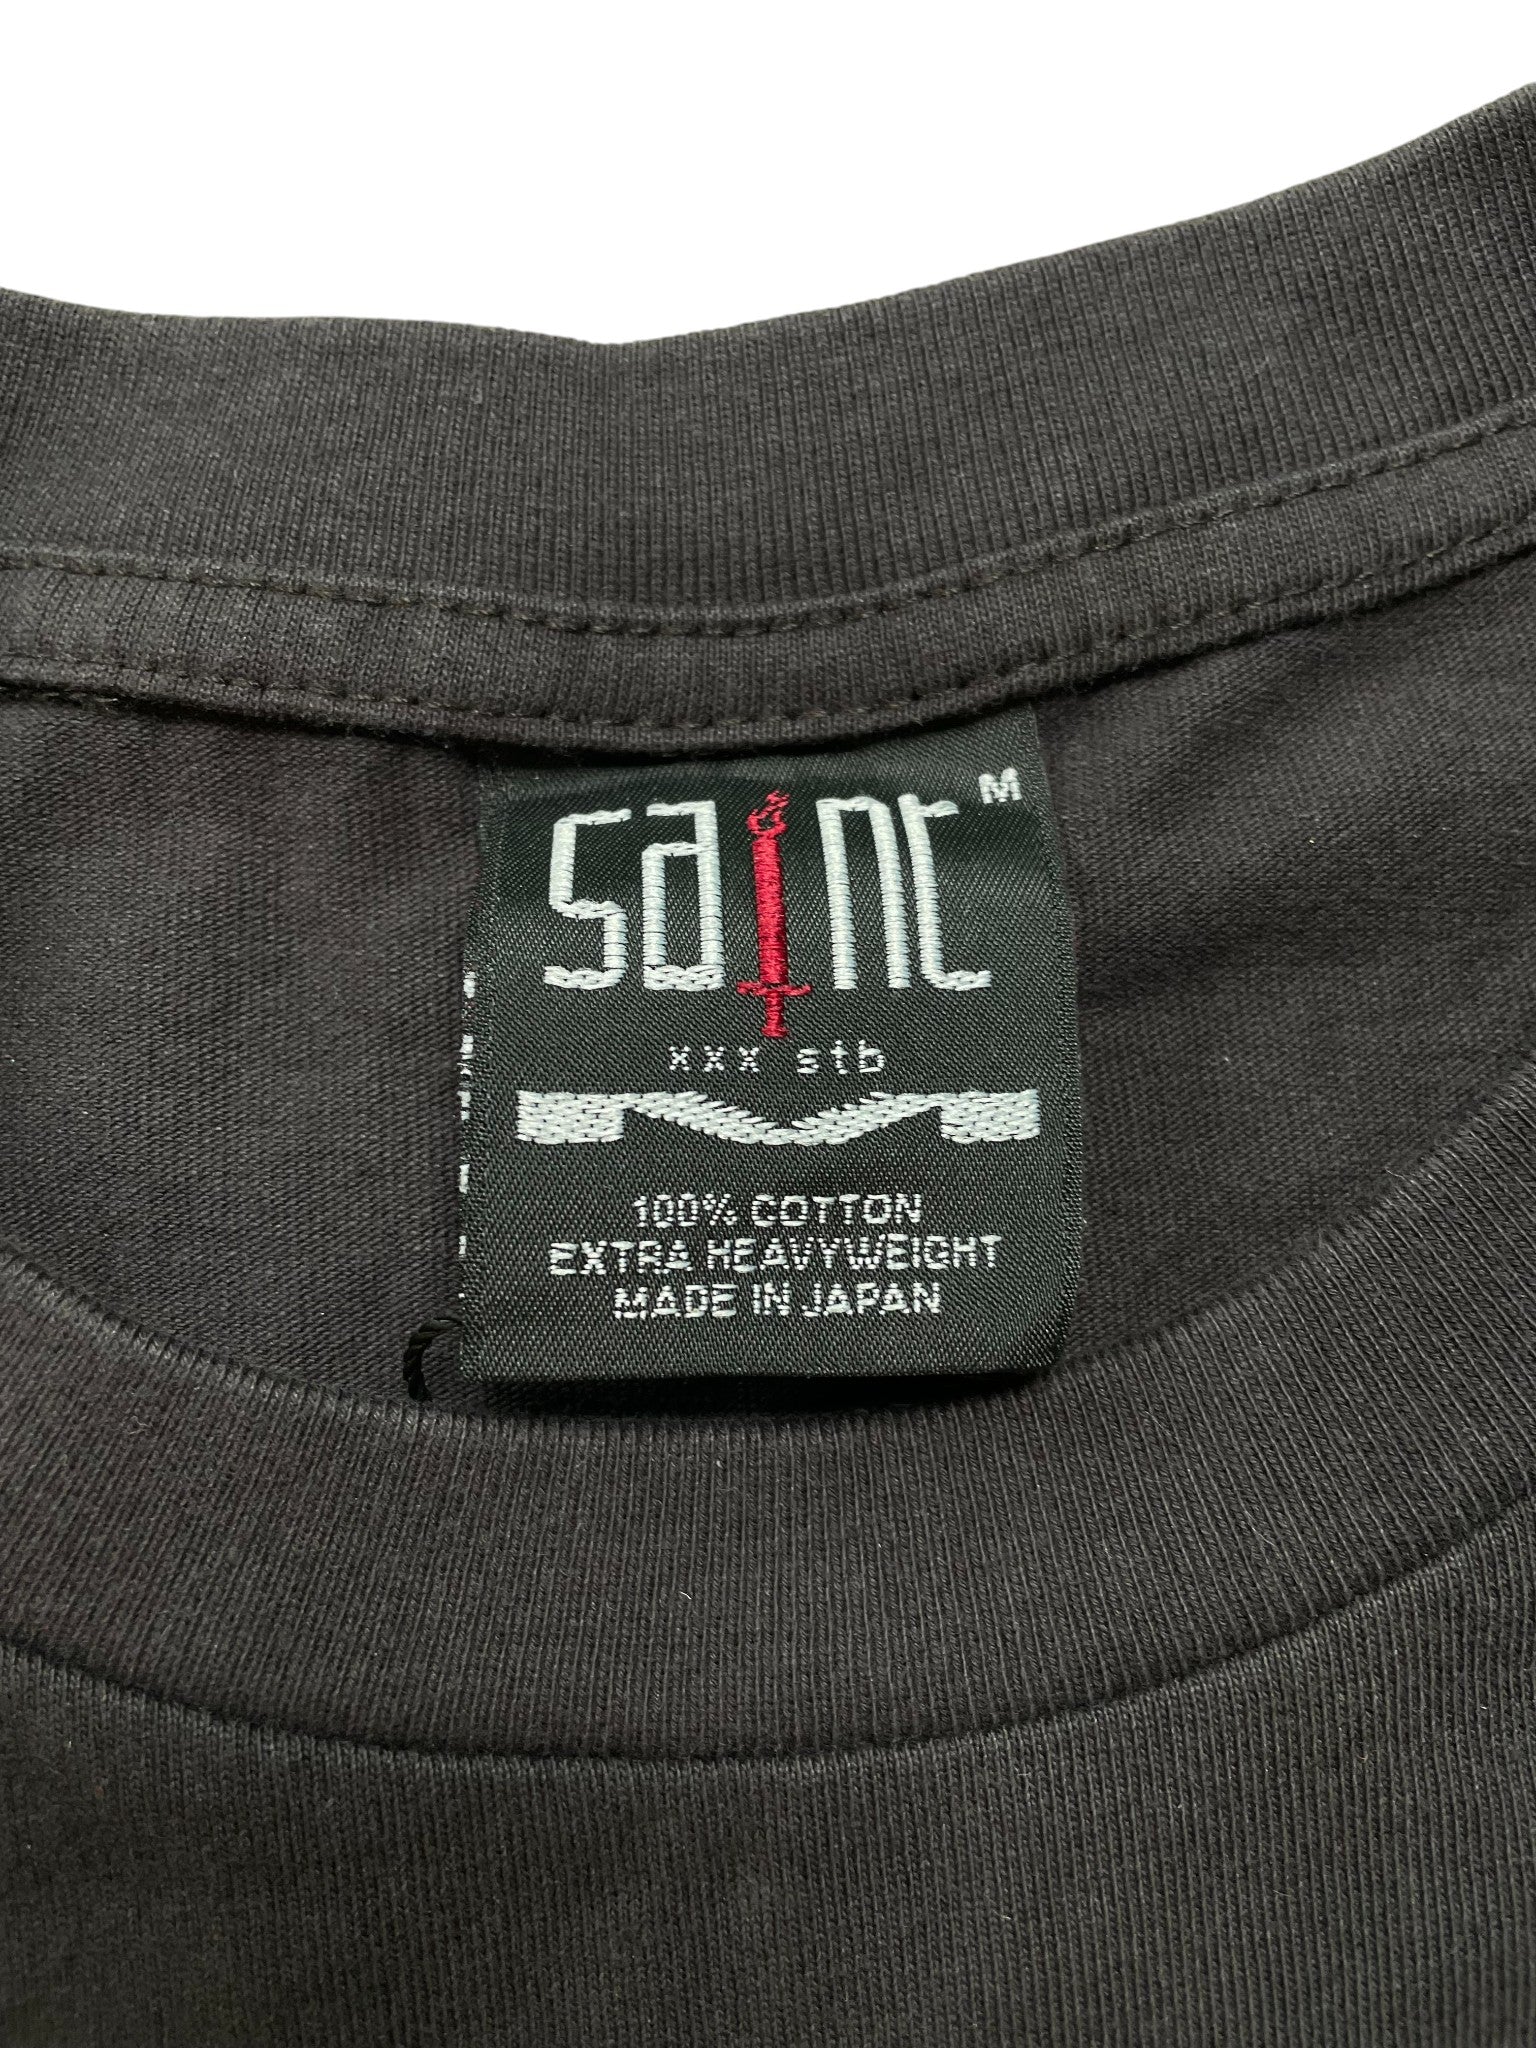 saint M
xxx stb
100% COTTON
EXTRA HEAVYWEIGHT
MADE IN JAPAN